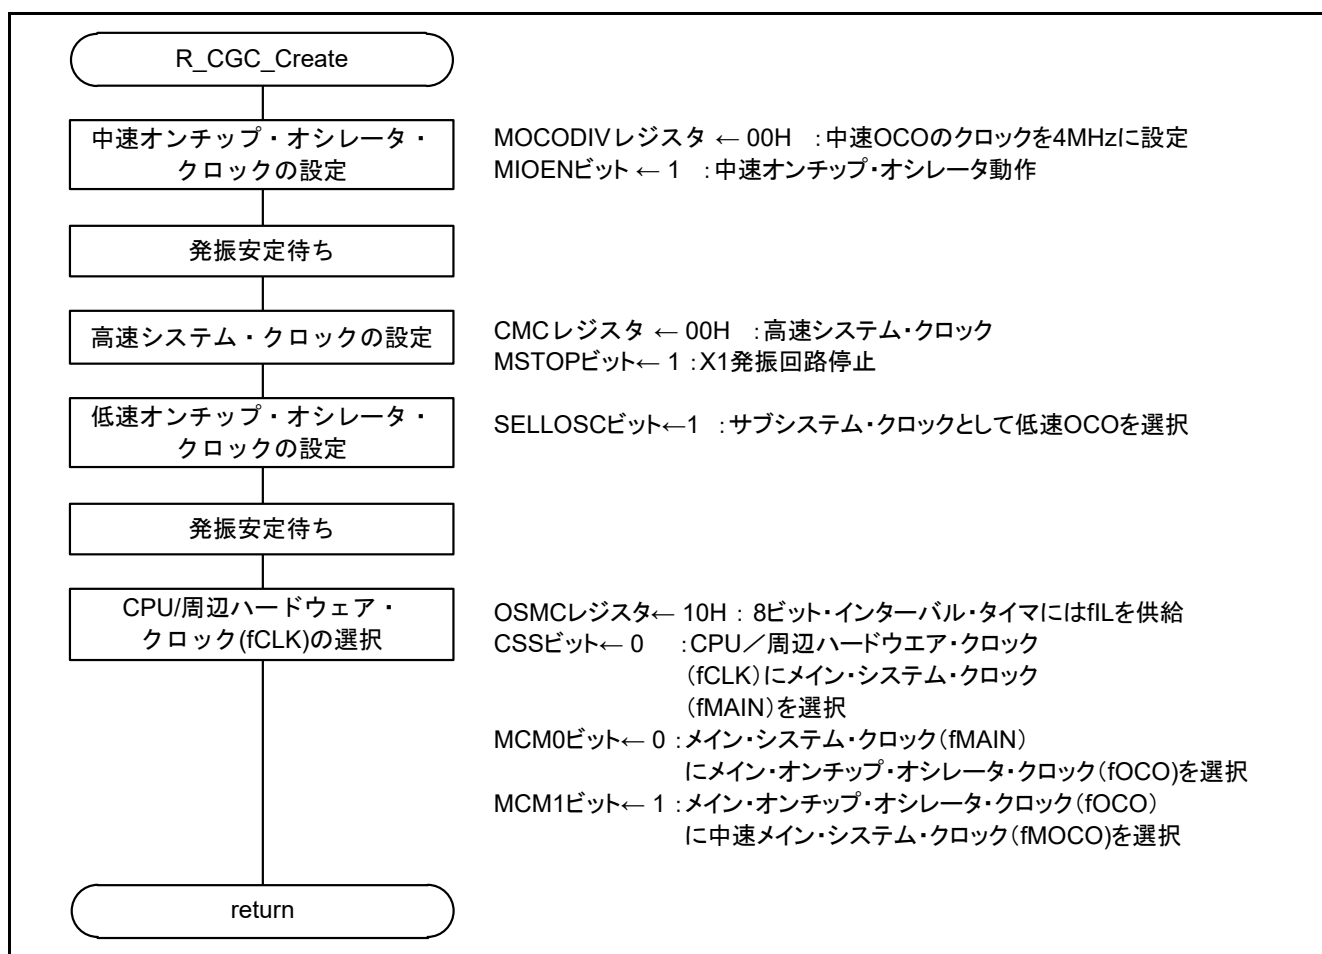 R_CGC_Create
中速オンチップ・オシレータ・
クロックの設定
MOCODIVレジスタ ← 00H ：中速OCOのクロックを4MHzに設定
MIOENビット ← 1 ：中速オンチップ・オシレータ動作
発振安定待ち
高速システム・クロックの設定
CMCレジスタ ← 00H ：高速システム・クロック
MSTOPビット← 1：X1発振回路停止
低速オンチップ・オシレータ・
クロックの設定
SELLOSCビット←1 ：サブシステム・クロックとして低速OCOを選択
発振安定待ち
CPU/周辺ハードウェア・
クロック(fCLK)の選択
OSMCレジスタ← 10H： 8ビット・インターバル・タイマにはfILを供給
CSSビット← 0 ：CPU／周辺ハードウエア・クロック
（fCLK）にメイン・システム・クロック
（fMAIN）を選択
MCM0ビット← 0：メイン・システム・クロック（fMAIN）
にメイン・オンチップ・オシレータ・クロック（fOCO)を選択
MCM1ビット← 1：メイン・オンチップ・オシレータ・クロック（fOCO）
に中速メイン・システム・クロック（fMOCO)を選択
return